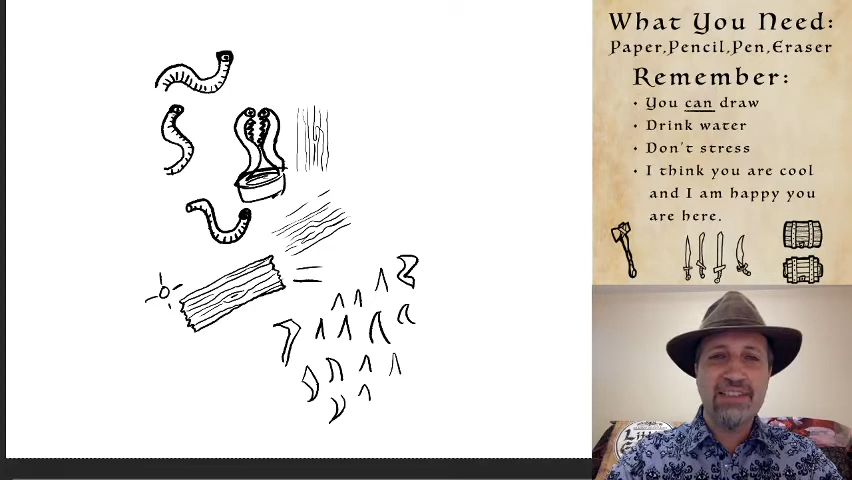 What You Need:
Paper,Pencil,Pen,Eraser
Remember:
• You can draw
• Drink water
• Don't stress
• I think you are cool
and I am happy you
are here.